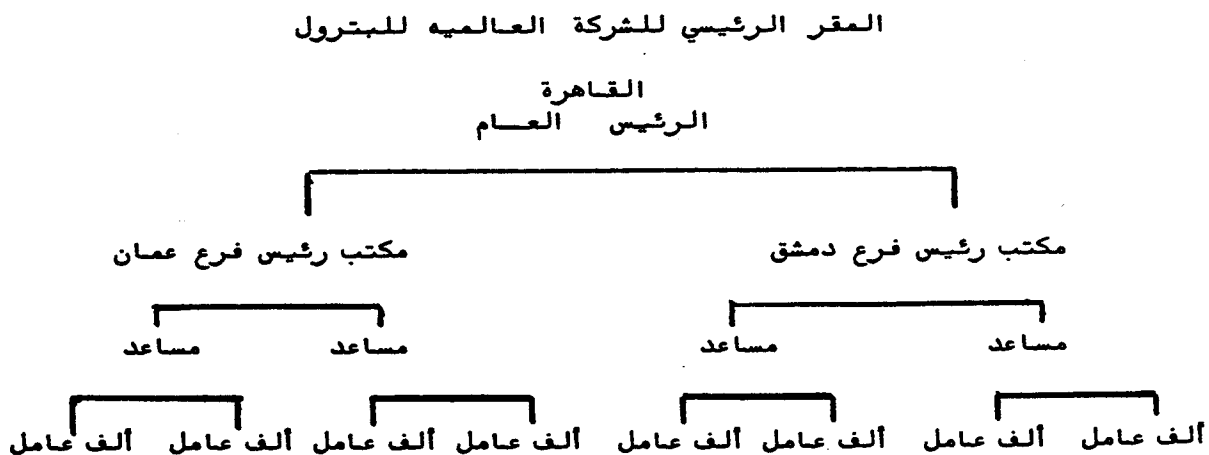 المقر الرئيسي للشركة العالميه للبترول
القاهرة
الرئيس العام
مكتب رئيس فرع دمشق مكتب رئيس فرع عمان
مساعد مساعد مساعد مساعد
ألف عامل ألف عامل ألف عامل ألف عامل ألف عامل ألف عامل ألف عامل ألف عامل